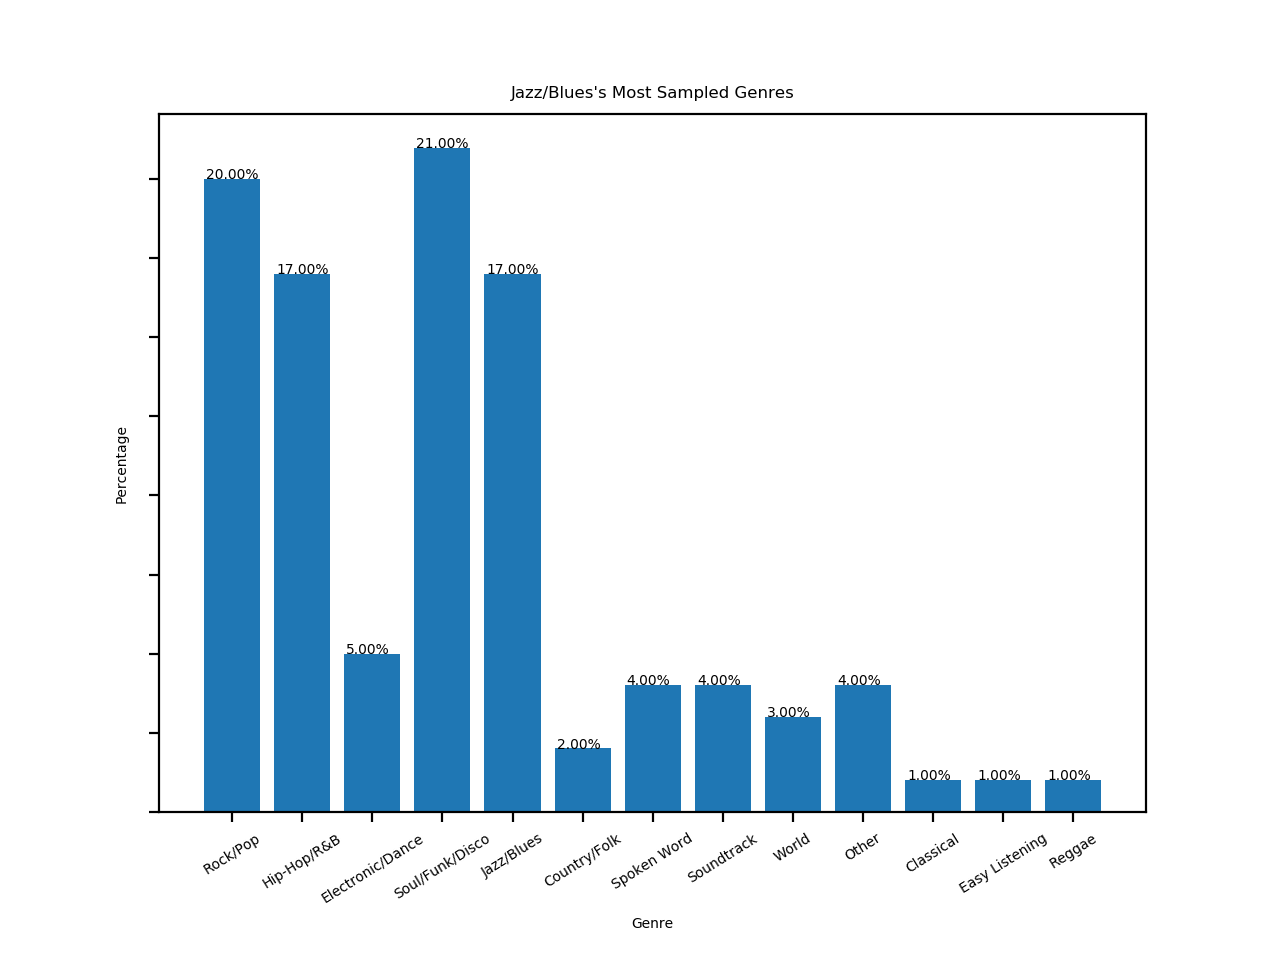 Jazz/Blues's Most Sampled Genres
21.00%
20.00%
17.00%
17.00%
5.00%
4.00%
4.00%
4.00%
3.00%
2.00%
1.00%
1.00%
1.00%
Percentage
Rock/Pop
Hip-Hop/R&B
Electronic/Dance
Soul/Funk/Disco
Jazz/Blues
Country/Folk
Spoken Word
Soundtrack
World
Other
Classical
Easy Listening
Reggae
Genre